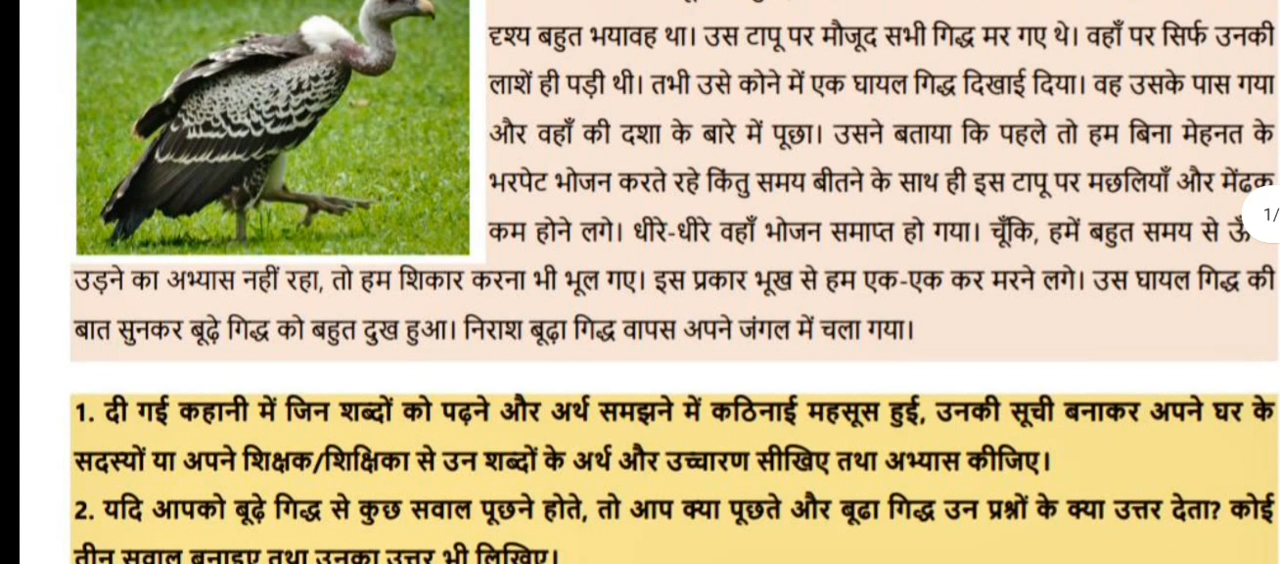 दृश्य बहुत भयावह था। उस टापू पर मौजूद सभी गिद्ध मर गए थे। वहाँ पर सिर्फ उनकी
लाशें ही पड़ी थी। तभी उसे कोने में एक घायल गिद्ध दिखाई दिया। वह उसके पास गया
और वहाँ की दशा के बारे में पूछा। उसने बताया कि पहले तो हम बिना मेहनत के
भरपेट भोजन करते रहे किंतु समय बीतने के साथ ही इस टापू पर मछलियाँ और मेंढक
1/
कम होने लगे। धीरे-धीरे वहाँ भोजन समाप्त हो गया। चूँकि, हमें बहुत समय से
उड़ने का अभ्यास नहीं रहा, तो हम शिकार करना भी भूल गए। इस प्रकार भूख से हम एक-एक कर मरने लगे। उस घायल गिद्ध की
बात सुनकर बूढ़े गिद्ध को बहुत दुख हुआ। निराश बूढ़ा गिद्ध वापस अपने जंगल में चला गया।
1. दी गई कहानी में जिन शब्दों को पढ़ने और अर्थ समझने में कठिनाई महसूस हुई, उनकी सूची बनाकर अपने घर के
सदस्यों या अपने शिक्षक/शिक्षिका से उन शब्दों के अर्थ और उच्चारण सीखिए तथा अभ्यास कीजिए।
2. यदि आपको बूढ़े गिद्ध से कुछ सवाल पूछने होते, तो आप क्या पूछते और बूढा गिद्ध उन प्रश्नों के क्या उत्तर देता? कोई
तीन सवाल बनाइए तथा उनका उत्तर भी लिखिए।